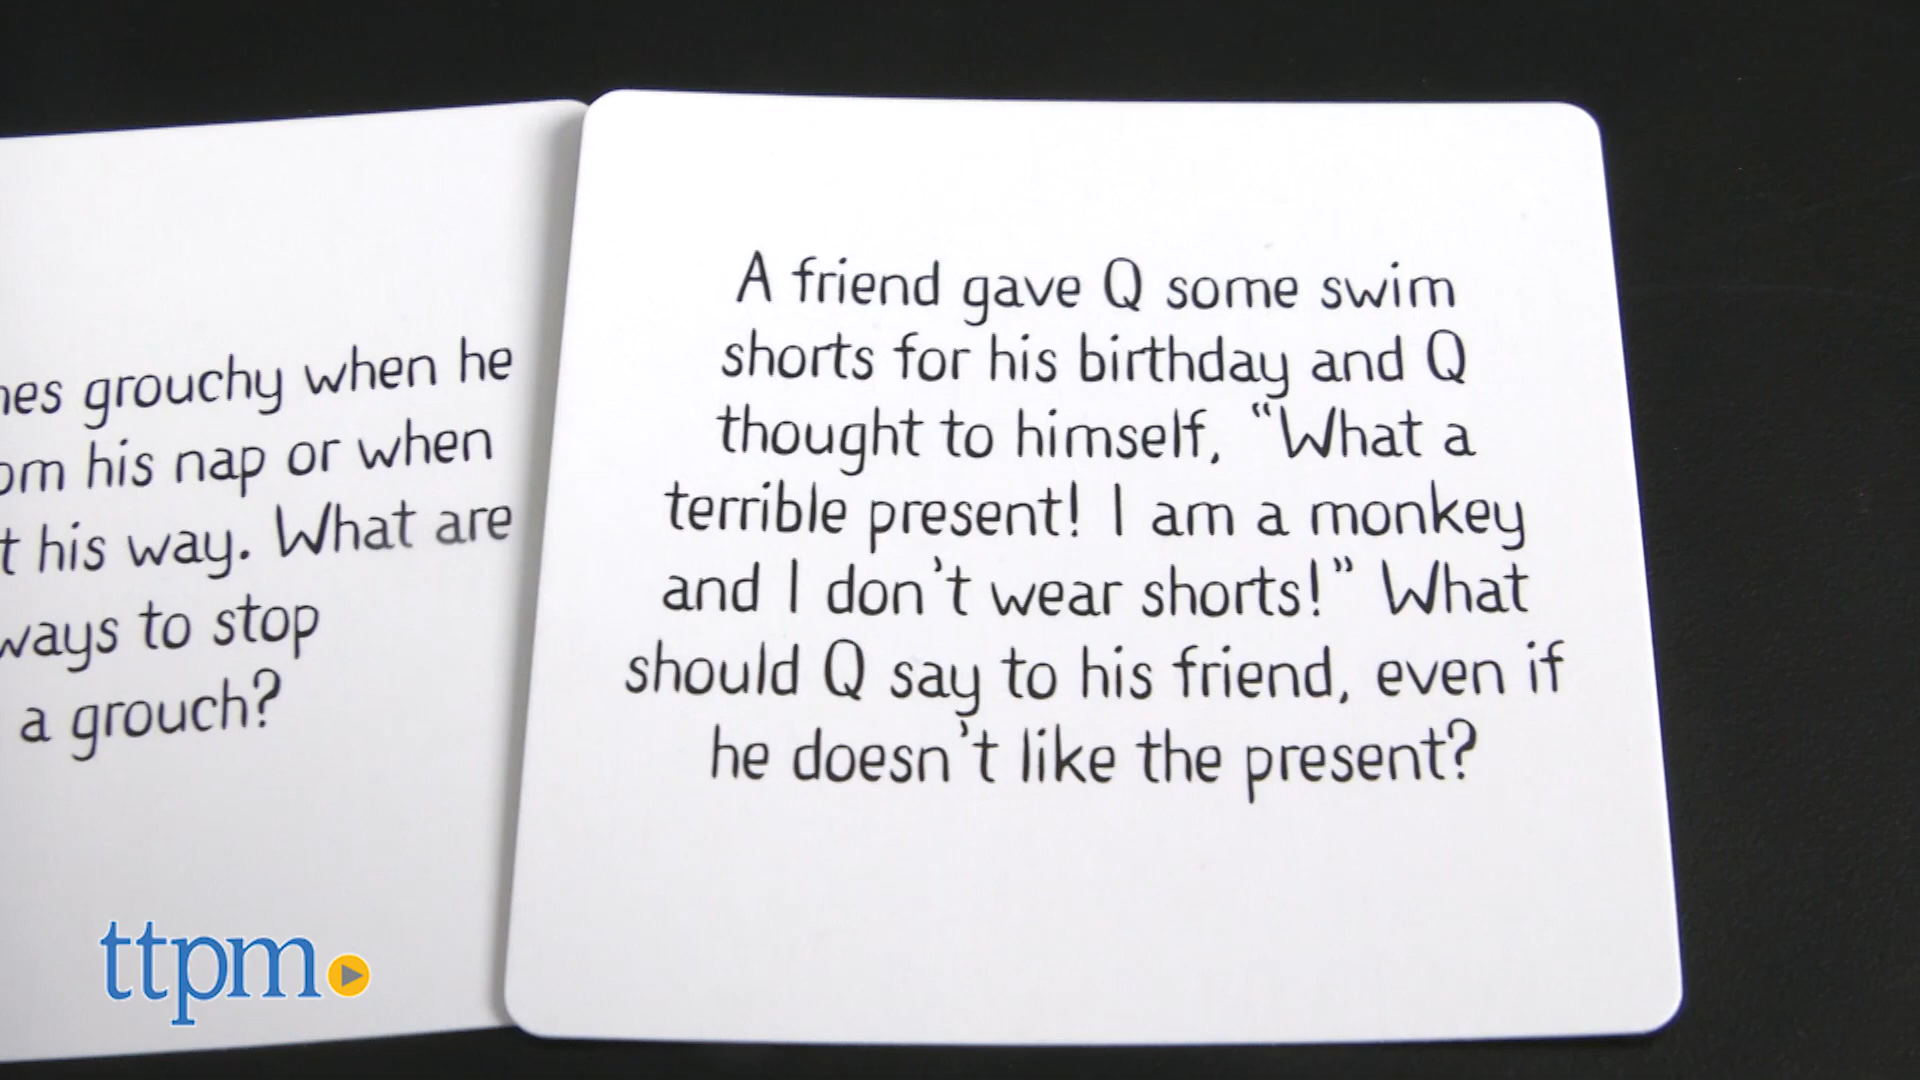 grouchy when he
his nap or when
his way. What are
ways to stop
a grouch?
A friend gave Q some swim
shorts for his birthday and Q
thought to himself, “What a
terrible present! I am a monkey
and I don't wear shorts!” What
should Q say to his friend, even if
he doesn't like the present?
ttpm